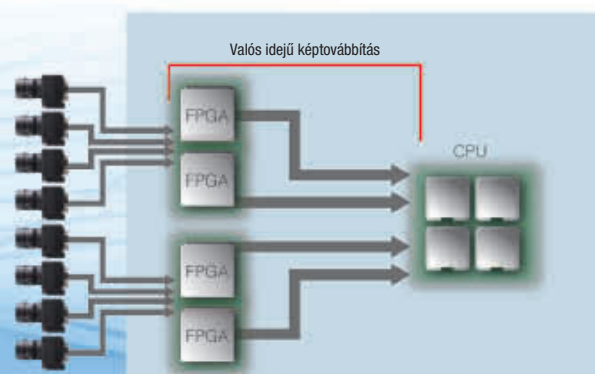 Valós idejű képtovábbítás
FPGA
FPGA
CPU
FPGA
FPGA